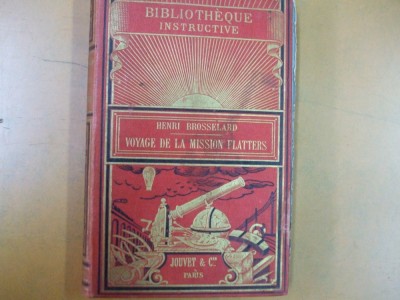 BIBLIOTHÈQUE
INSTRUCTIVE
HENRI BROSSELARD
VOYAGE DE LA MISSION FLATTERS
JOUVET & Cie
PARIS